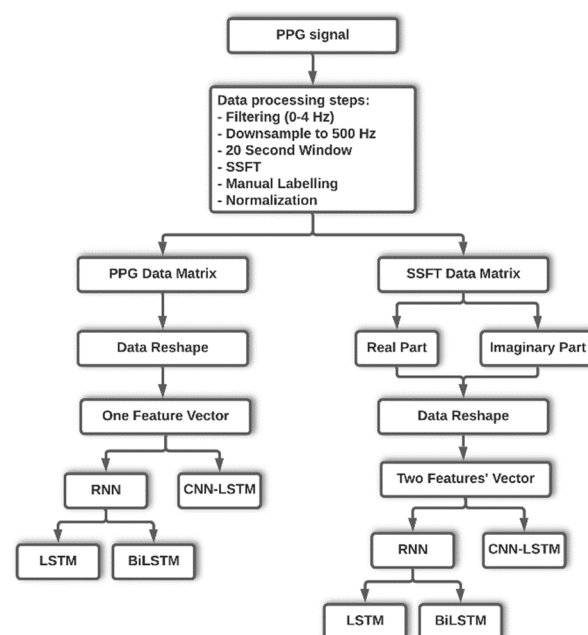 PPG signal
Data processing steps:
- Filtering (0-4 Hz)
- Downsample to 500 Hz
- 20 Second Window
- SSFT
- Manual Labelling
- Normalization
PPG Data Matrix
SSFT Data Matrix
Data Reshape
Real Part
Imaginary Part
One Feature Vector
Data Reshape
RNN
CNN-LSTM
Two Features' Vector
LSTM
BiLSTM
RNN
CNN-LSTM
LSTM
BiLSTM